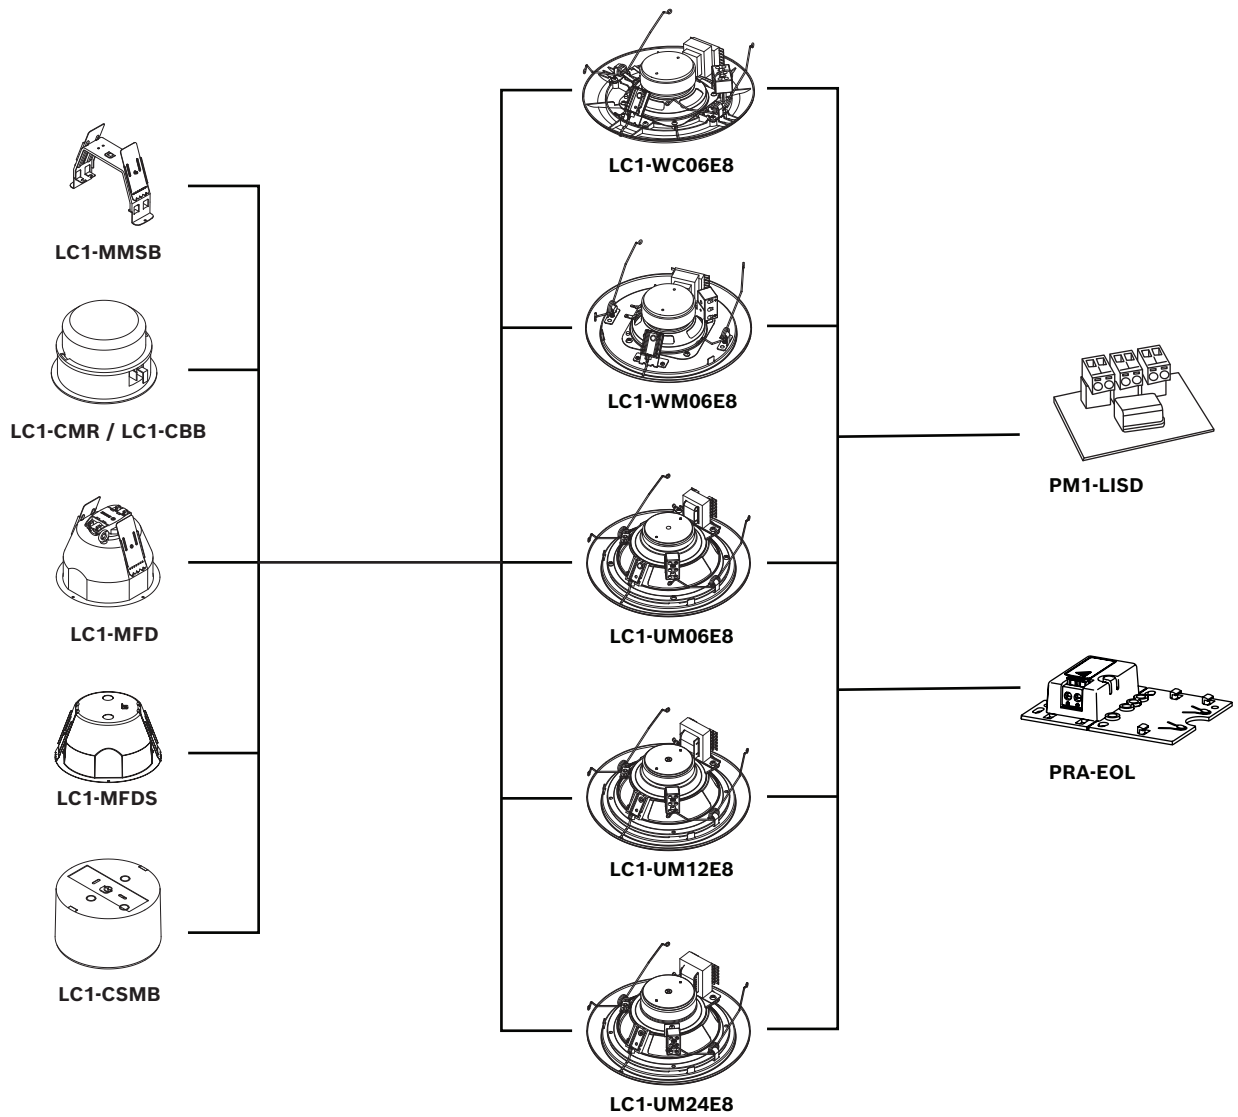 LC1-MMSB
LC1-CMR / LC1-CBB
LC1-MFD
LC1-MFDS
LC1-CSMB
LC1-WC06E8
LC1-WM06E8
LC1-UM06E8
LC1-UM12E8
LC1-UM24E8
PM1-LISD
PRA-EOL